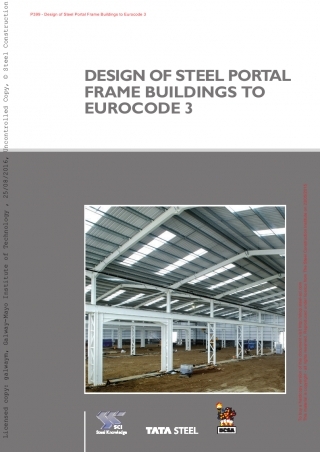 P399 - Design of Steel Portal Frame Buildings to Eurocode 3
DESIGN OF STEEL PORTAL
FRAME BUILDINGS TO
EUROCODE 3
Licensed copy: galwaym, Galway-Mayo Institute of Technology , 25/06/2018, Uncontrolled Copy, © Steel Construction
SCI
Steel Knowledge
TATA STEEL
BCSA